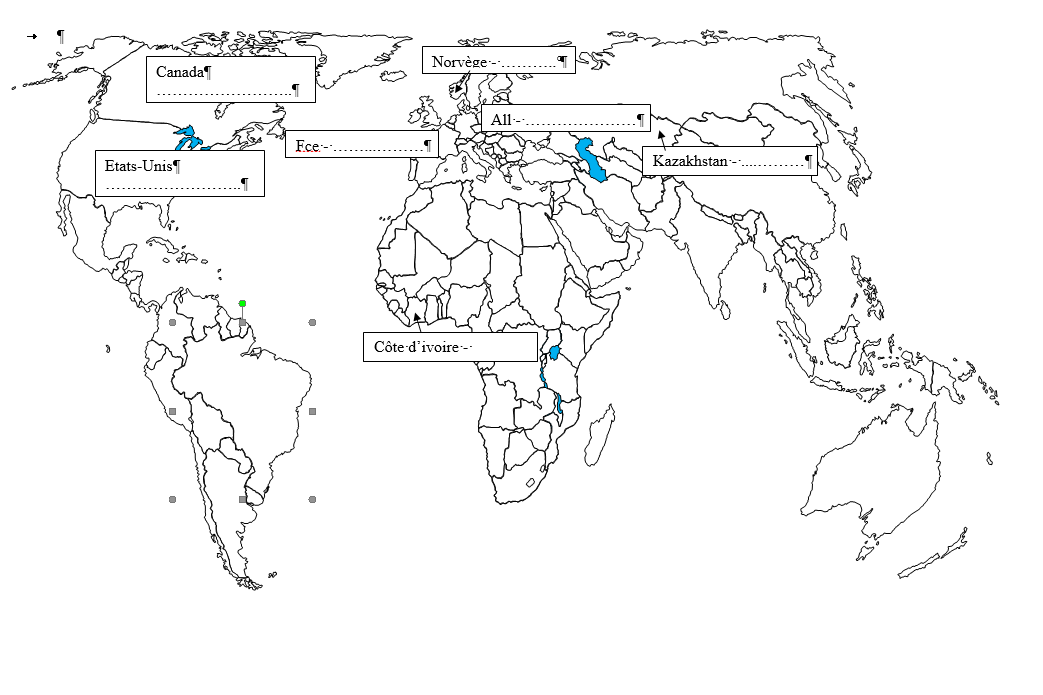 Canada¶
..............................¶
Norvège - ...........¶
All - ..........................¶
Fce - .....................¶
Kazakhstan - ..............¶
Etats-Unis¶
..............................¶
Côte d’ivoire -